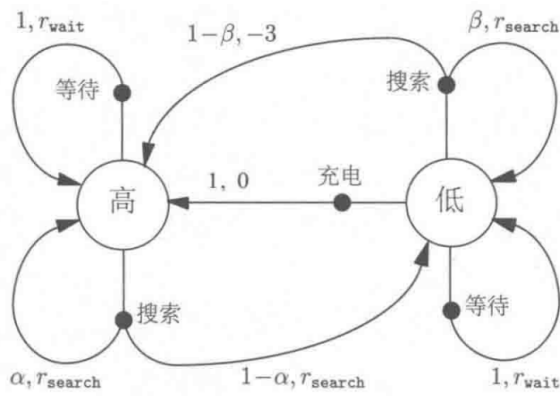 1, r_wait
等待
1−β, −3
搜索
β, r_search
高
1, 0
充电
低
搜索
等待
α, r_search
1−α, r_search
1, r_wait